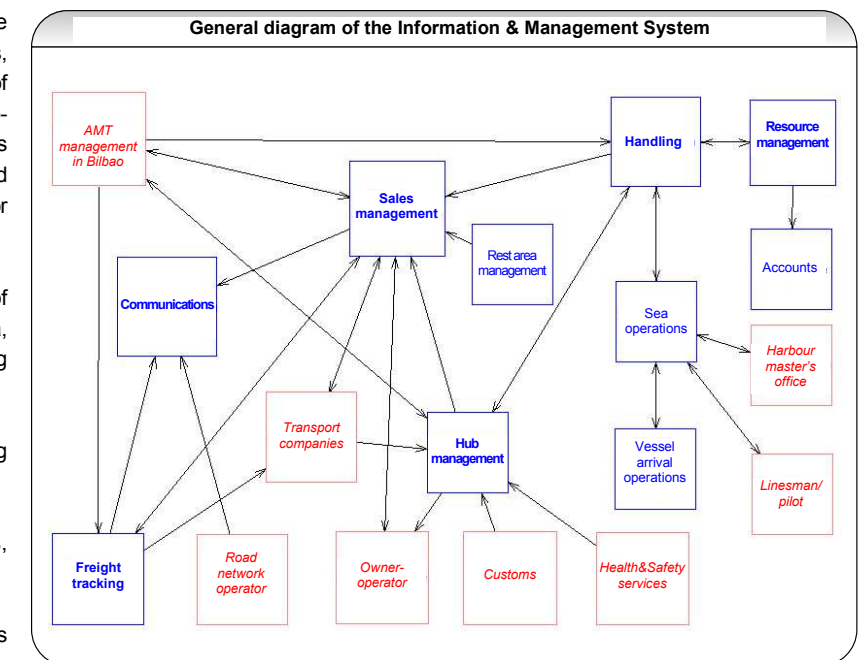 General diagram of the Information & Management System
AMT
management
in Bilbao
Handling
Resource
management
Sales
management
Rest area
management
Accounts
Communications
Sea
operations
Harbour
master's
office
Transport
companies
Hub
management
Vessel
arrival
operations
Linesman/
pilot
Freight
tracking
Road
network
operator
Owner-
operator
Customs
Health&Safety
services